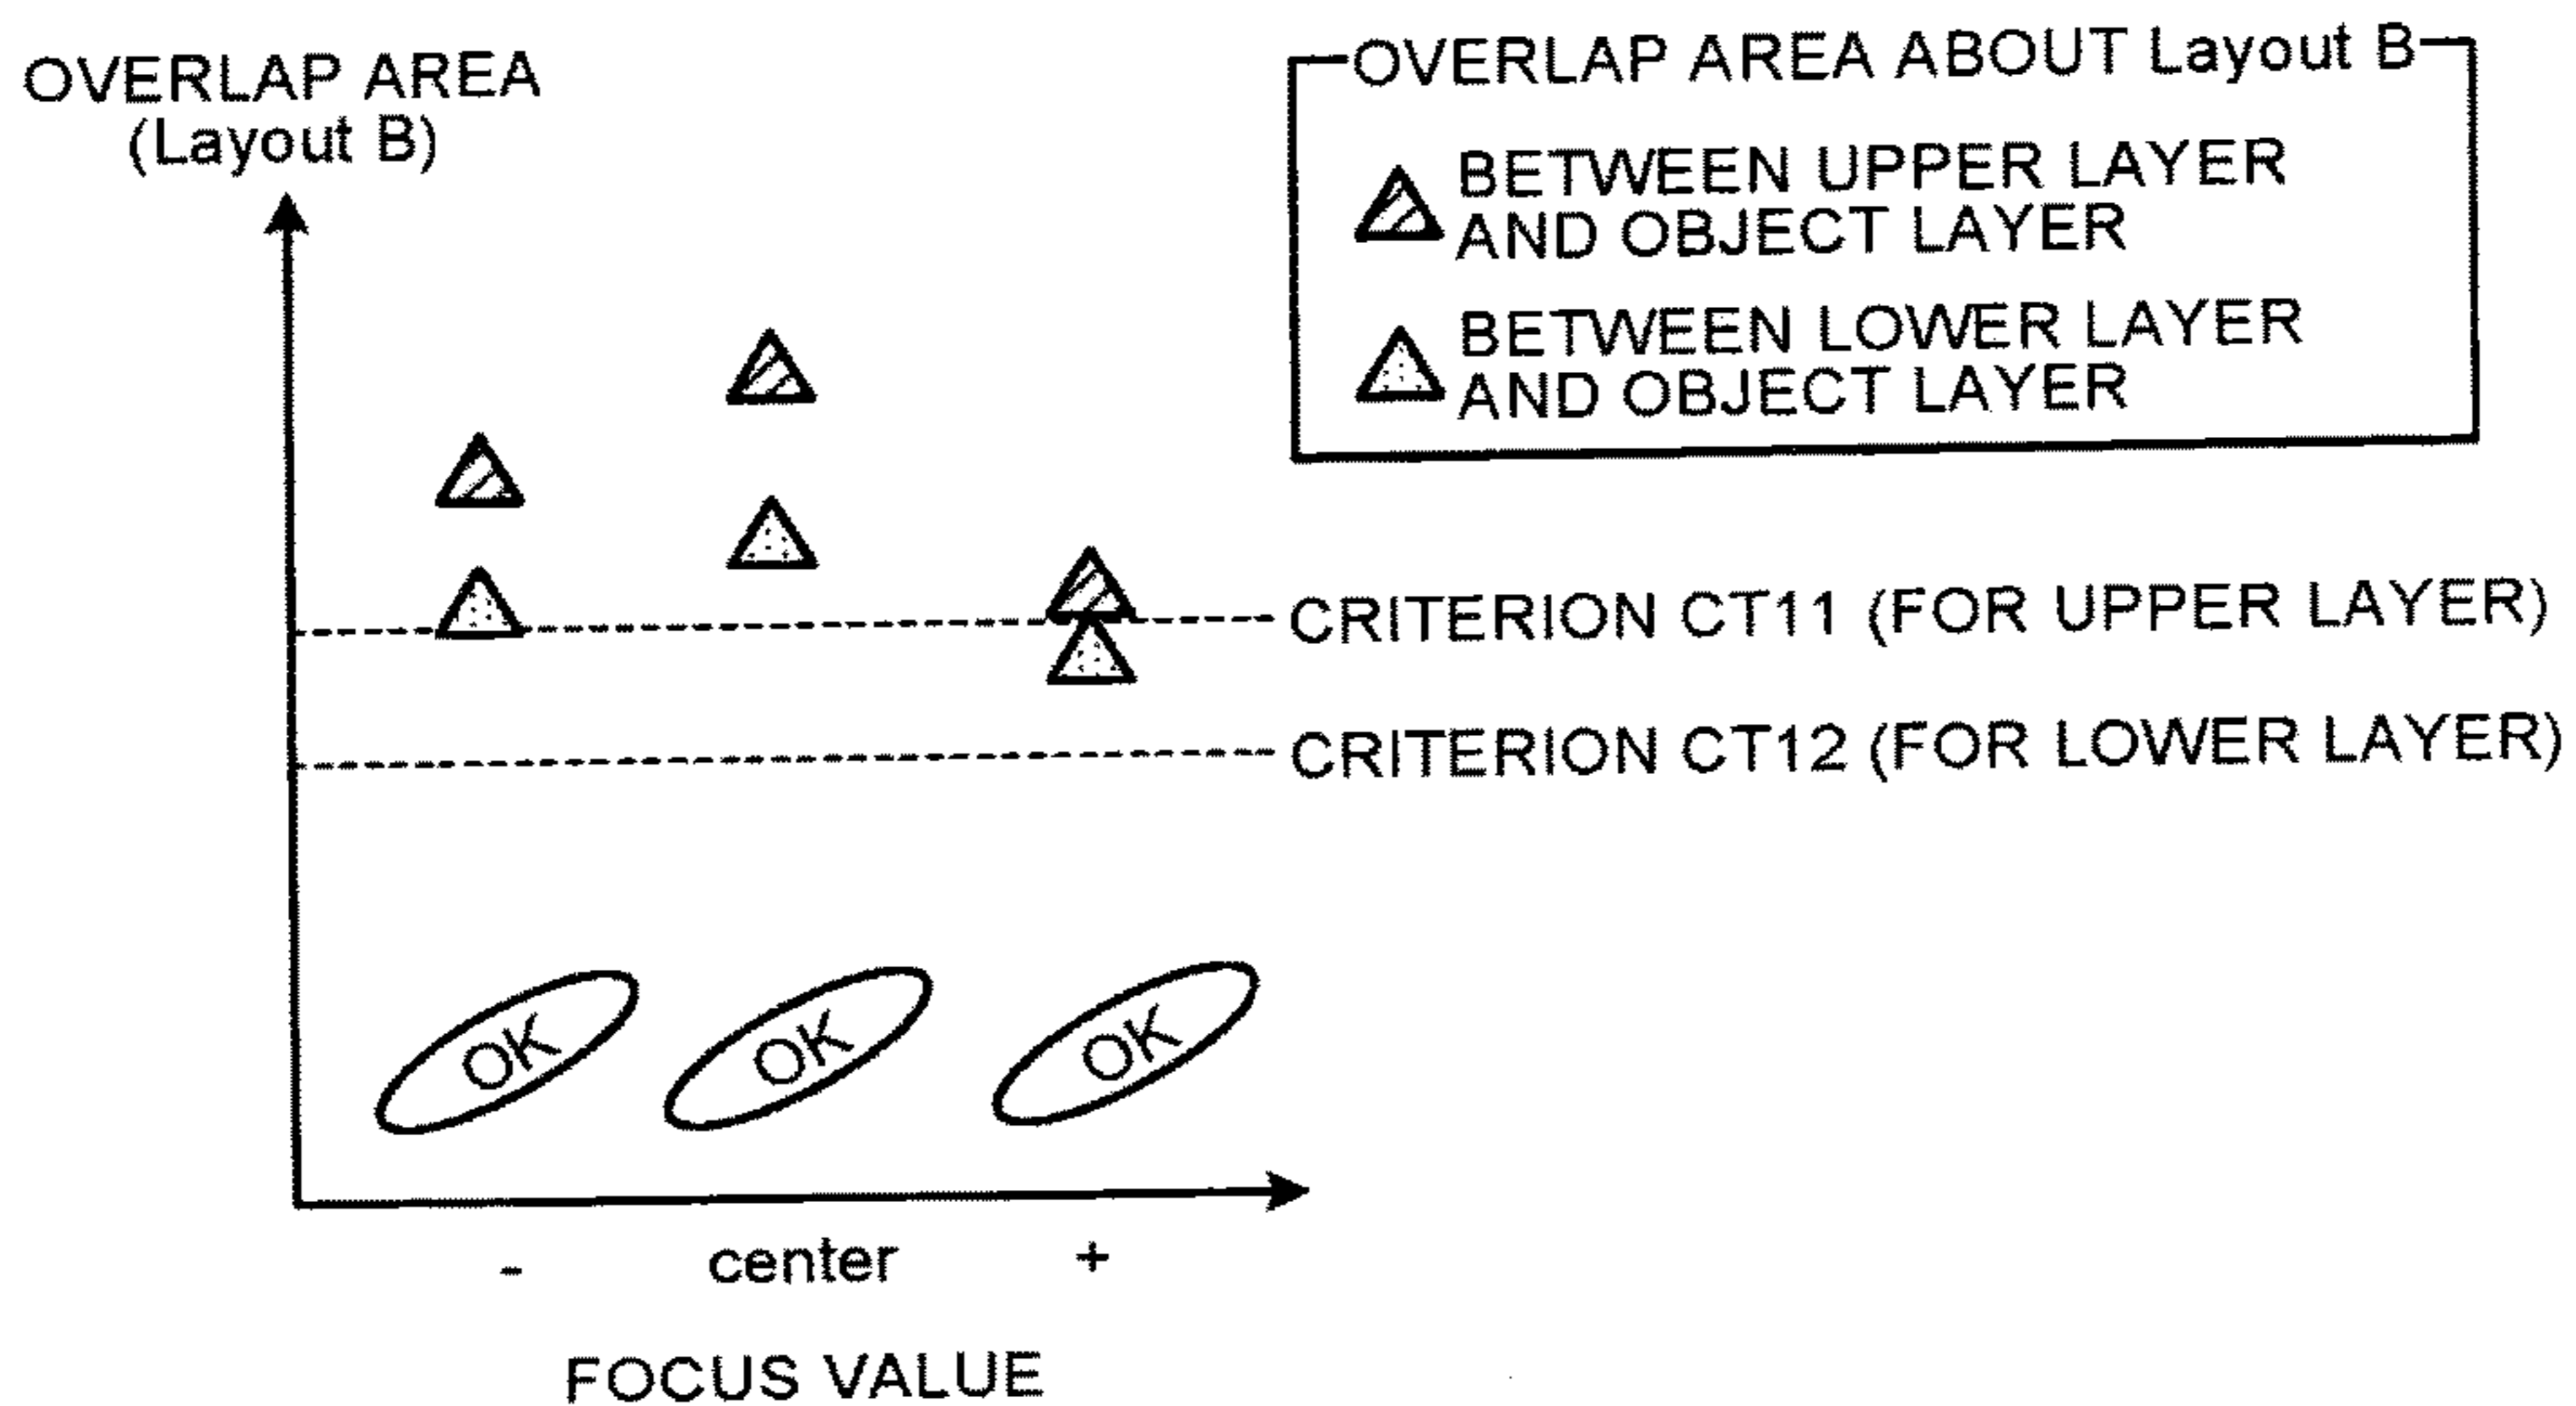 OVERLAP AREA
(Layout B)
OVERLAP AREA ABOUT Layout B
BETWEEN UPPER LAYER
AND OBJECT LAYER
BETWEEN LOWER LAYER
AND OBJECT LAYER
CRITERION CT11 (FOR UPPER LAYER)
CRITERION CT12 (FOR LOWER LAYER)
OK
OK
OK
- center +
FOCUS VALUE